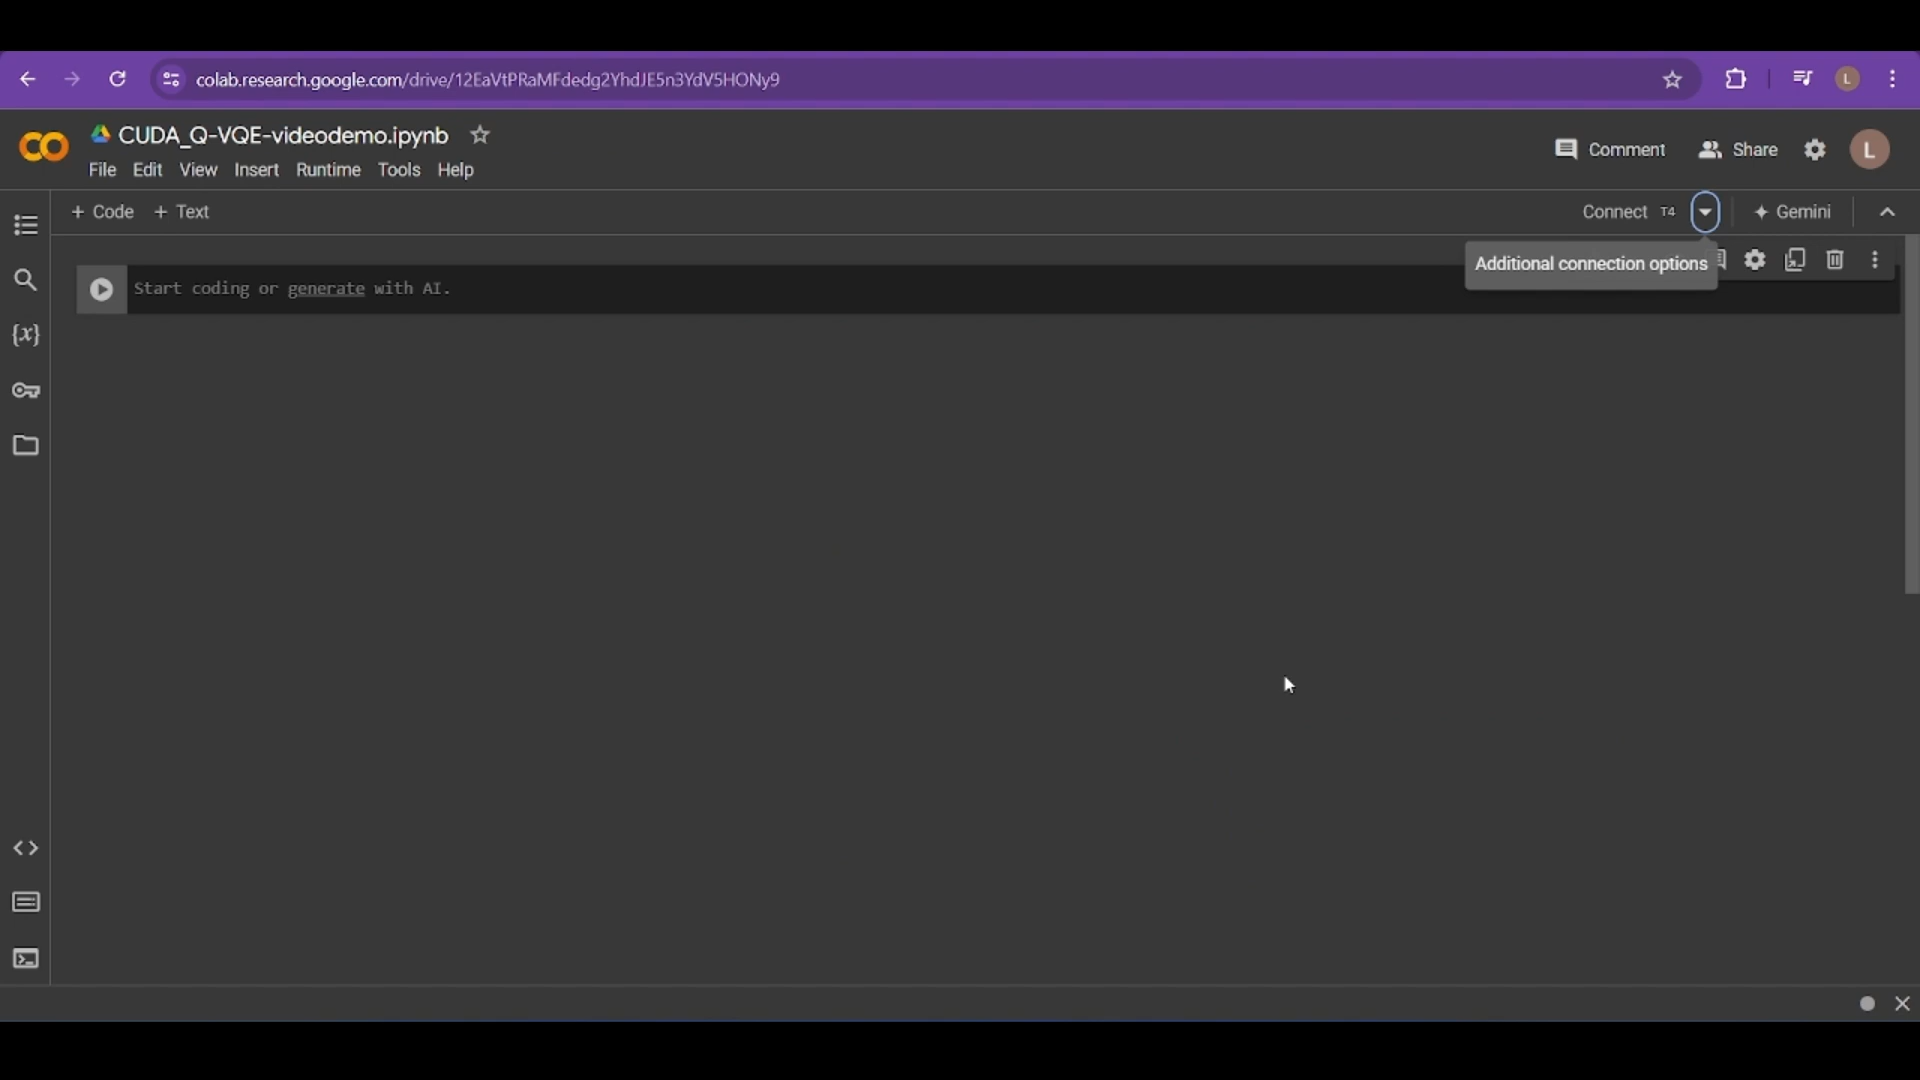 colab.research.google.com/drive/12EaVtPRaMFdedg2YhdJE5n3YdV5HONy9
L
CUDA_Q-VQE-videodemo.ipynb
Comment
Share
L
File Edit View Insert Runtime Tools Help
+ Code + Text
Connect T4
Gemini
Additional connection options
Start coding or generate with AI.
{x}